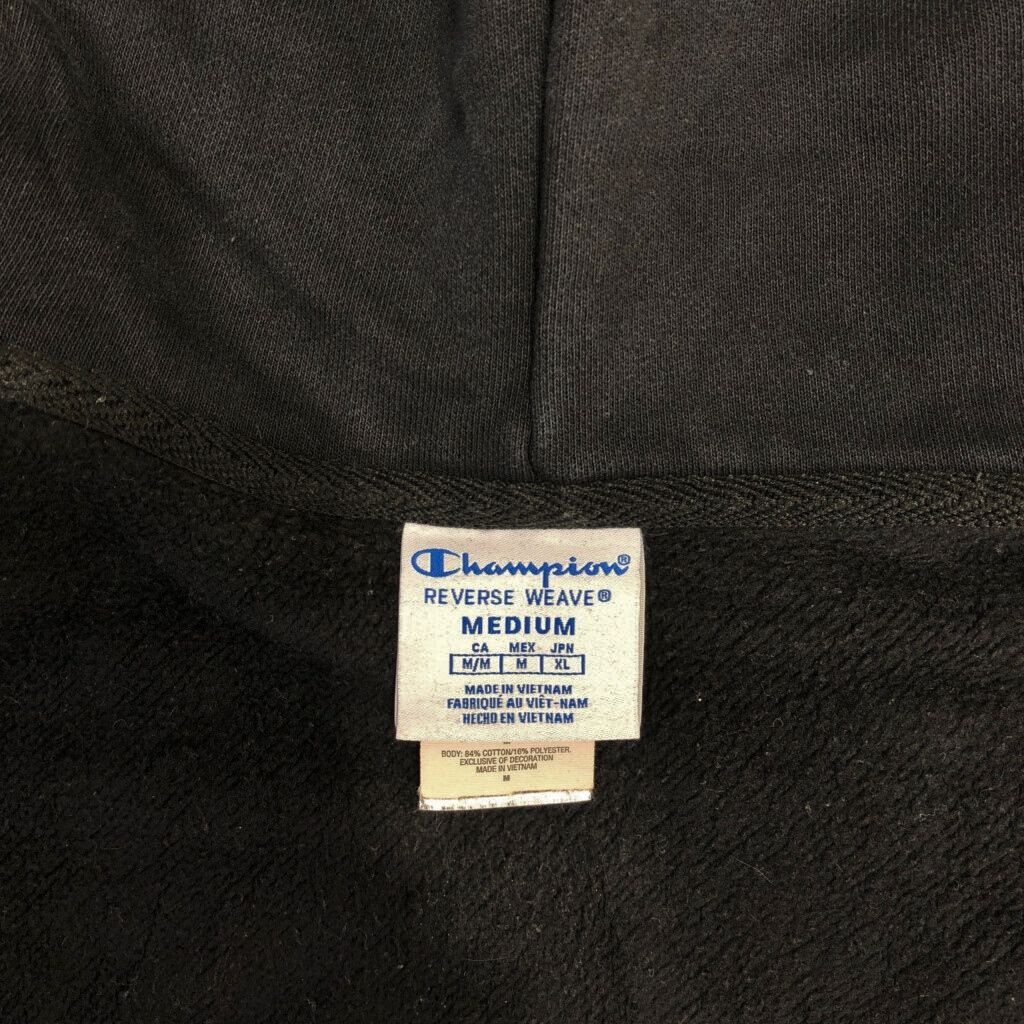 Champion®
REVERSE WEAVE®
MEDIUM
CA MEX JPN
M/M M XL
MADE IN VIETNAM
FABRIQUÉ AU VIÊT-NAM
HECHO EN VIETNAM
BODY: 84% COTTON/16% POLYESTER.
EXCLUSIVE OF DECORATION
MADE IN VIETNAM
M